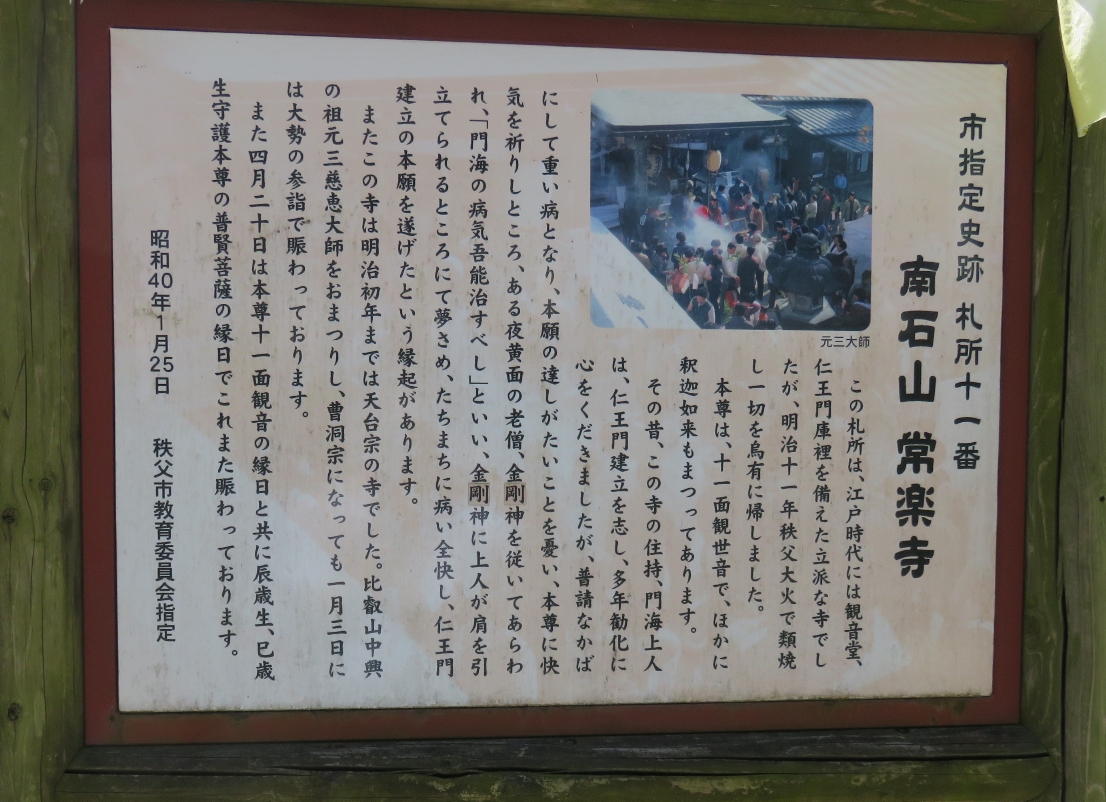 市指定史跡 札所十一番
南石山 常楽寺
元三大師
この札所は、江戸時代には観音堂、
仁王門庫裡を備えた立派な寺でし
たが、明治十一年秩父大火で類焼
し一切を烏有に帰しました。
本尊は、十一面観世音で、ほかに
釈迦如来もまつってあります。
その昔、この寺の住持、門海上人
は、仁王門建立を志し、多年勧化に
心をくだきましたが、普請なかば
にして重い病となり、本願の達しがたいことを憂い、本尊に快
気を祈りしところ、ある夜黄面の老僧、金剛神を従いてあらわ
れ、「門海の病気吾能治すべし」といい、金剛神に上人が肩を引
立てられるところにて夢さめ、たちまちに病い全快し、仁王門
建立の本願を遂げたという縁起があります。
またこの寺は明治初年までは天台宗の寺でした。比叡山中興
の祖元三慈恵大師をおまつりし、曹洞宗になっても一月三日に
は大勢の参詣で賑わっております。
また四月二十日は本尊十一面観音の縁日と共に辰歳生、巳歳
生守護本尊の普賢菩薩の縁日でこれまた賑わっております。
昭和40年1月25日 秩父市教育委員会指定